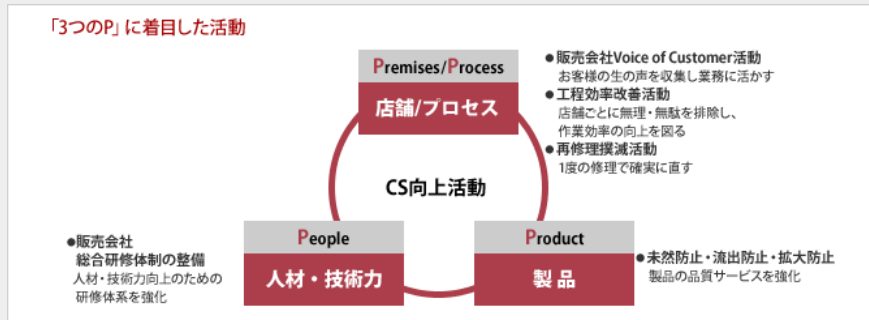 「3つのP」に着目した活動
Premises/Process
店舗/プロセス
●販売会社Voice of Customer活動
お客様の生の声を収集し業務に活かす
●工程効率改善活動
店舗ごとに無理・無駄を排除し、
作業効率の向上を図る
●再修理撲滅活動
1度の修理で確実に直す
CS向上活動
●販売会社
総合研修体制の整備
人材・技術力向上のための
研修体系を強化
People
人材・技術力
Product
製品
●未然防止・流出防止・拡大防止
製品の品質サービスを強化